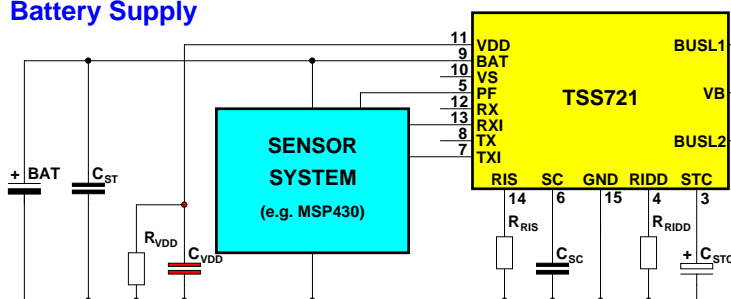 Battery Supply
11 VDD BUSL1
9 BAT
10 VS
5 PF VB
12 RX
13 RXI
8 TX BUSL2
7 TXI
TSS721
SENSOR
SYSTEM
(e.g. MSP430)
+ BAT
CST
RVDD
CVDD
RIS SC GND RIDD STC
14 6 15 4 3
RRIS
CSC
RRIDD
+ CSTC